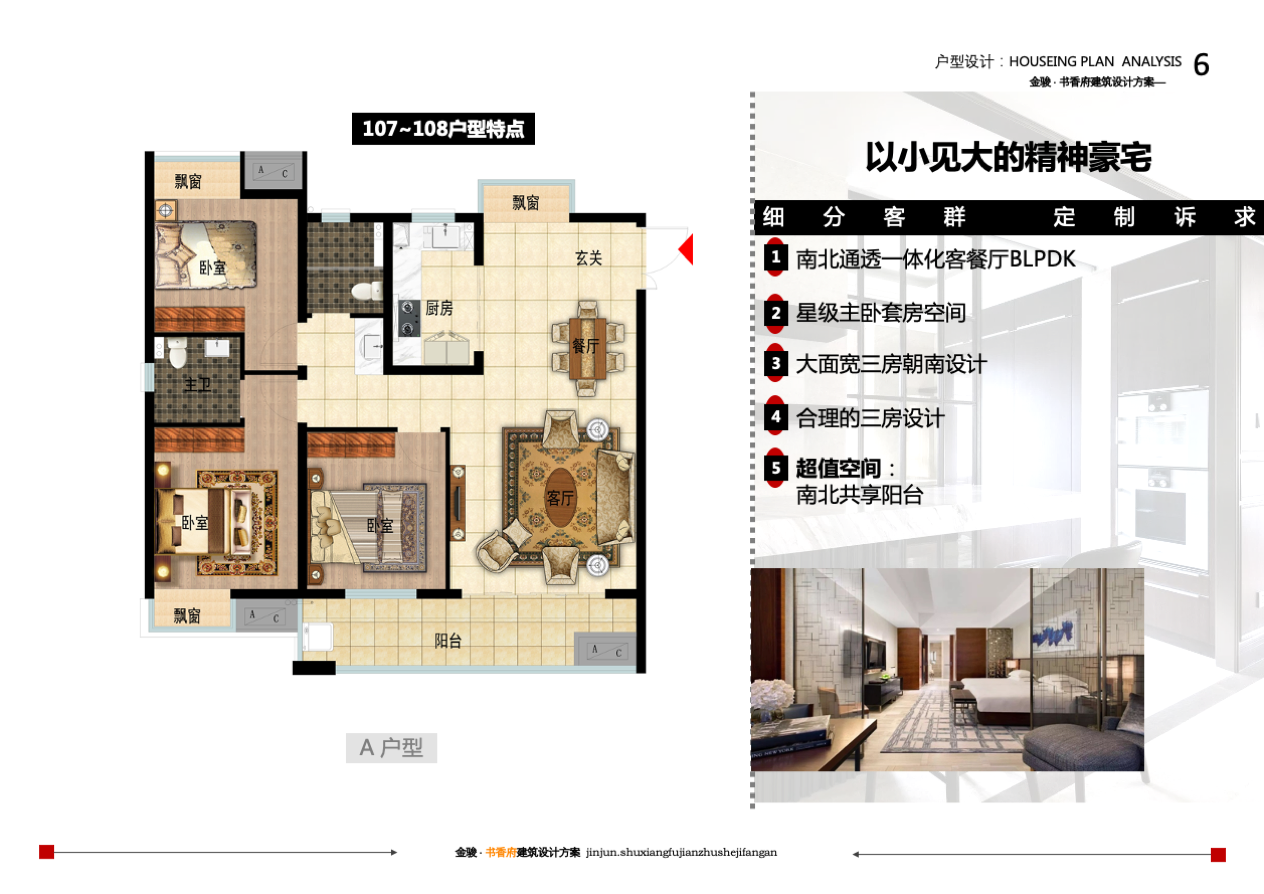 户型设计：HOUSEING PLAN ANALYSIS 6
金骏 · 书香府建筑设计方案—
107~108户型特点
飘窗
A C
卧室
主卫
卧室
飘窗
A C
厨房
飘窗
玄关
餐厅
客厅
卧室
阳台
A C
A 户型
以小见大的精神豪宅
细分客群 定制诉求
1 南北通透一体化客餐厅BLPDK
2 星级主卧套房空间
3 大面宽三房朝南设计
4 合理的三房设计
5 超值空间：
南北共享阳台
金骏 · 书香府建筑设计方案 jinjun.shuxiangfujianzhushejifangan